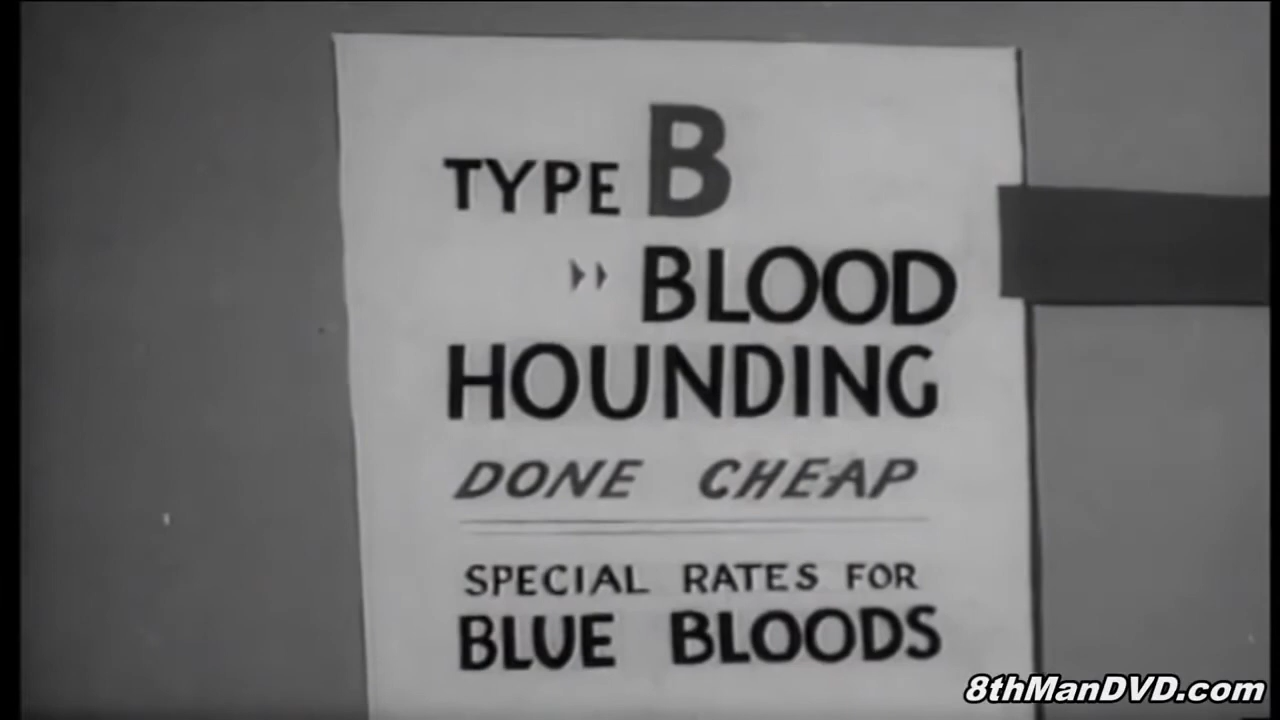 TYPE B
BLOOD
HOUNDING
DONE CHEAP
SPECIAL RATES FOR
BLUE BLOODS
8thManDVD.com